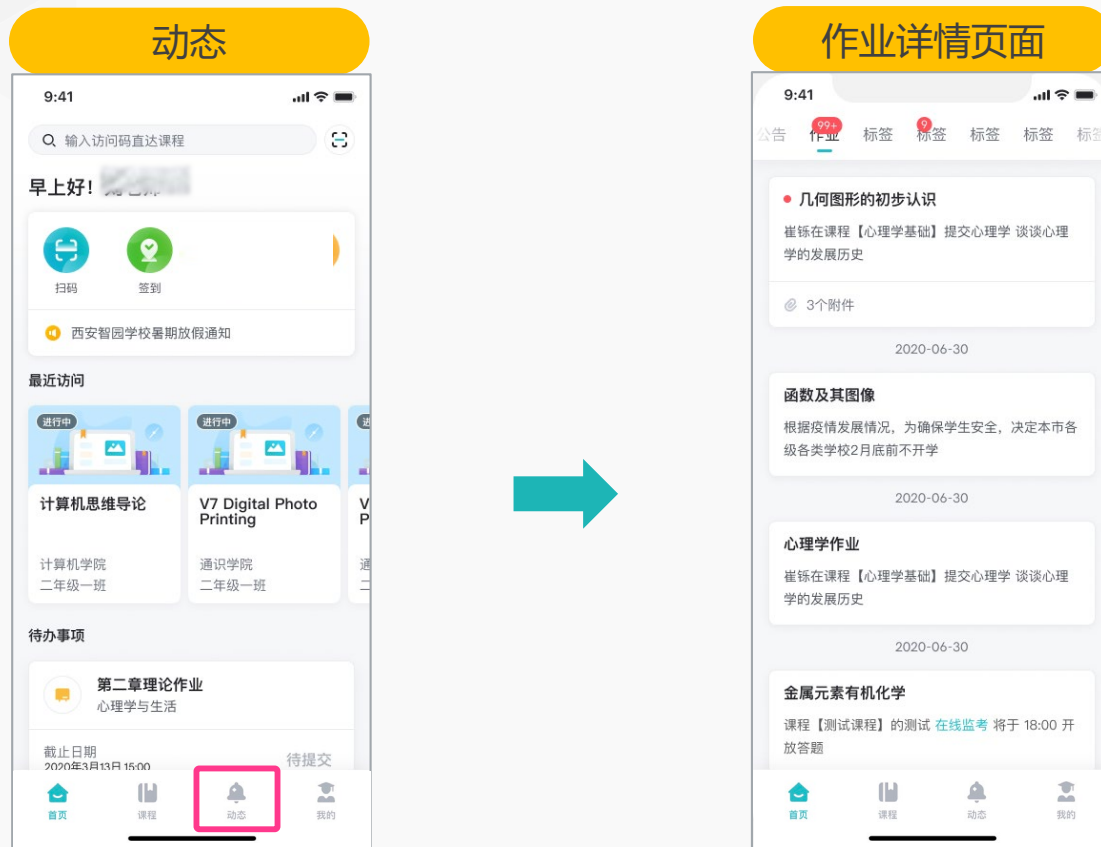 动态
9:41
输入访问码直达课程
早上好!
扫码 签到
西安智园学校暑期放假通知
最近访问
进行中 进行中
计算机思维导论
计算机学院
二年级一班
V7 Digital Photo
Printing
通识学院
二年级一班
待办事项
第二章理论作业
心理学与生活
截止日期
2020年3月13日 15:00
待提交
首页 课程 动态 我的
作业详情页面
9:41
公告 作业 99+ 标签 标签 9 标签 标签
几何图形的初步认识
崔铄在课程【心理学基础】提交心理学 谈谈心理
学的发展历史
3个附件
2020-06-30
函数及其图像
根据疫情发展情况，为确保学生安全，决定本市各
级各类学校2月底前不开学
2020-06-30
心理学作业
崔铄在课程【心理学基础】提交心理学 谈谈心理
学的发展历史
2020-06-30
金属元素有机化学
课程【测试课程】的测试 在线监考 将于 18:00 开
放答题
首页 课程 动态 我的